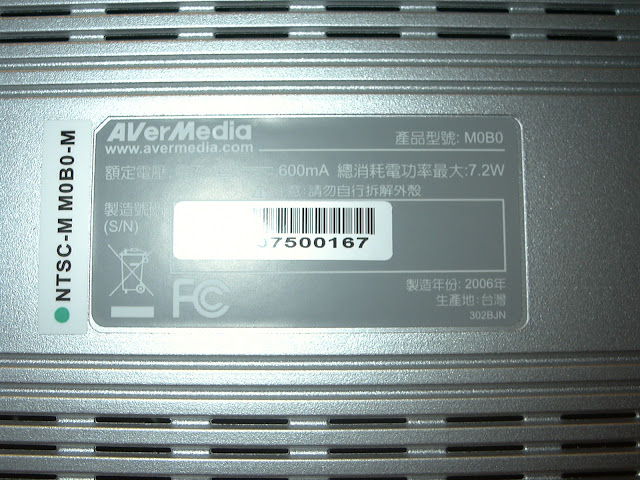 NTSC-M M0B0-M
AVerMedia
www.avermedia.com
產品型號: M0B0
額定電壓 600mA 總消耗電功率最大:7.2W
意:請勿自行拆解外殼
製造號
(S/N)
7500167
FC
製造年份: 2006年
生產地: 台灣
302BJN